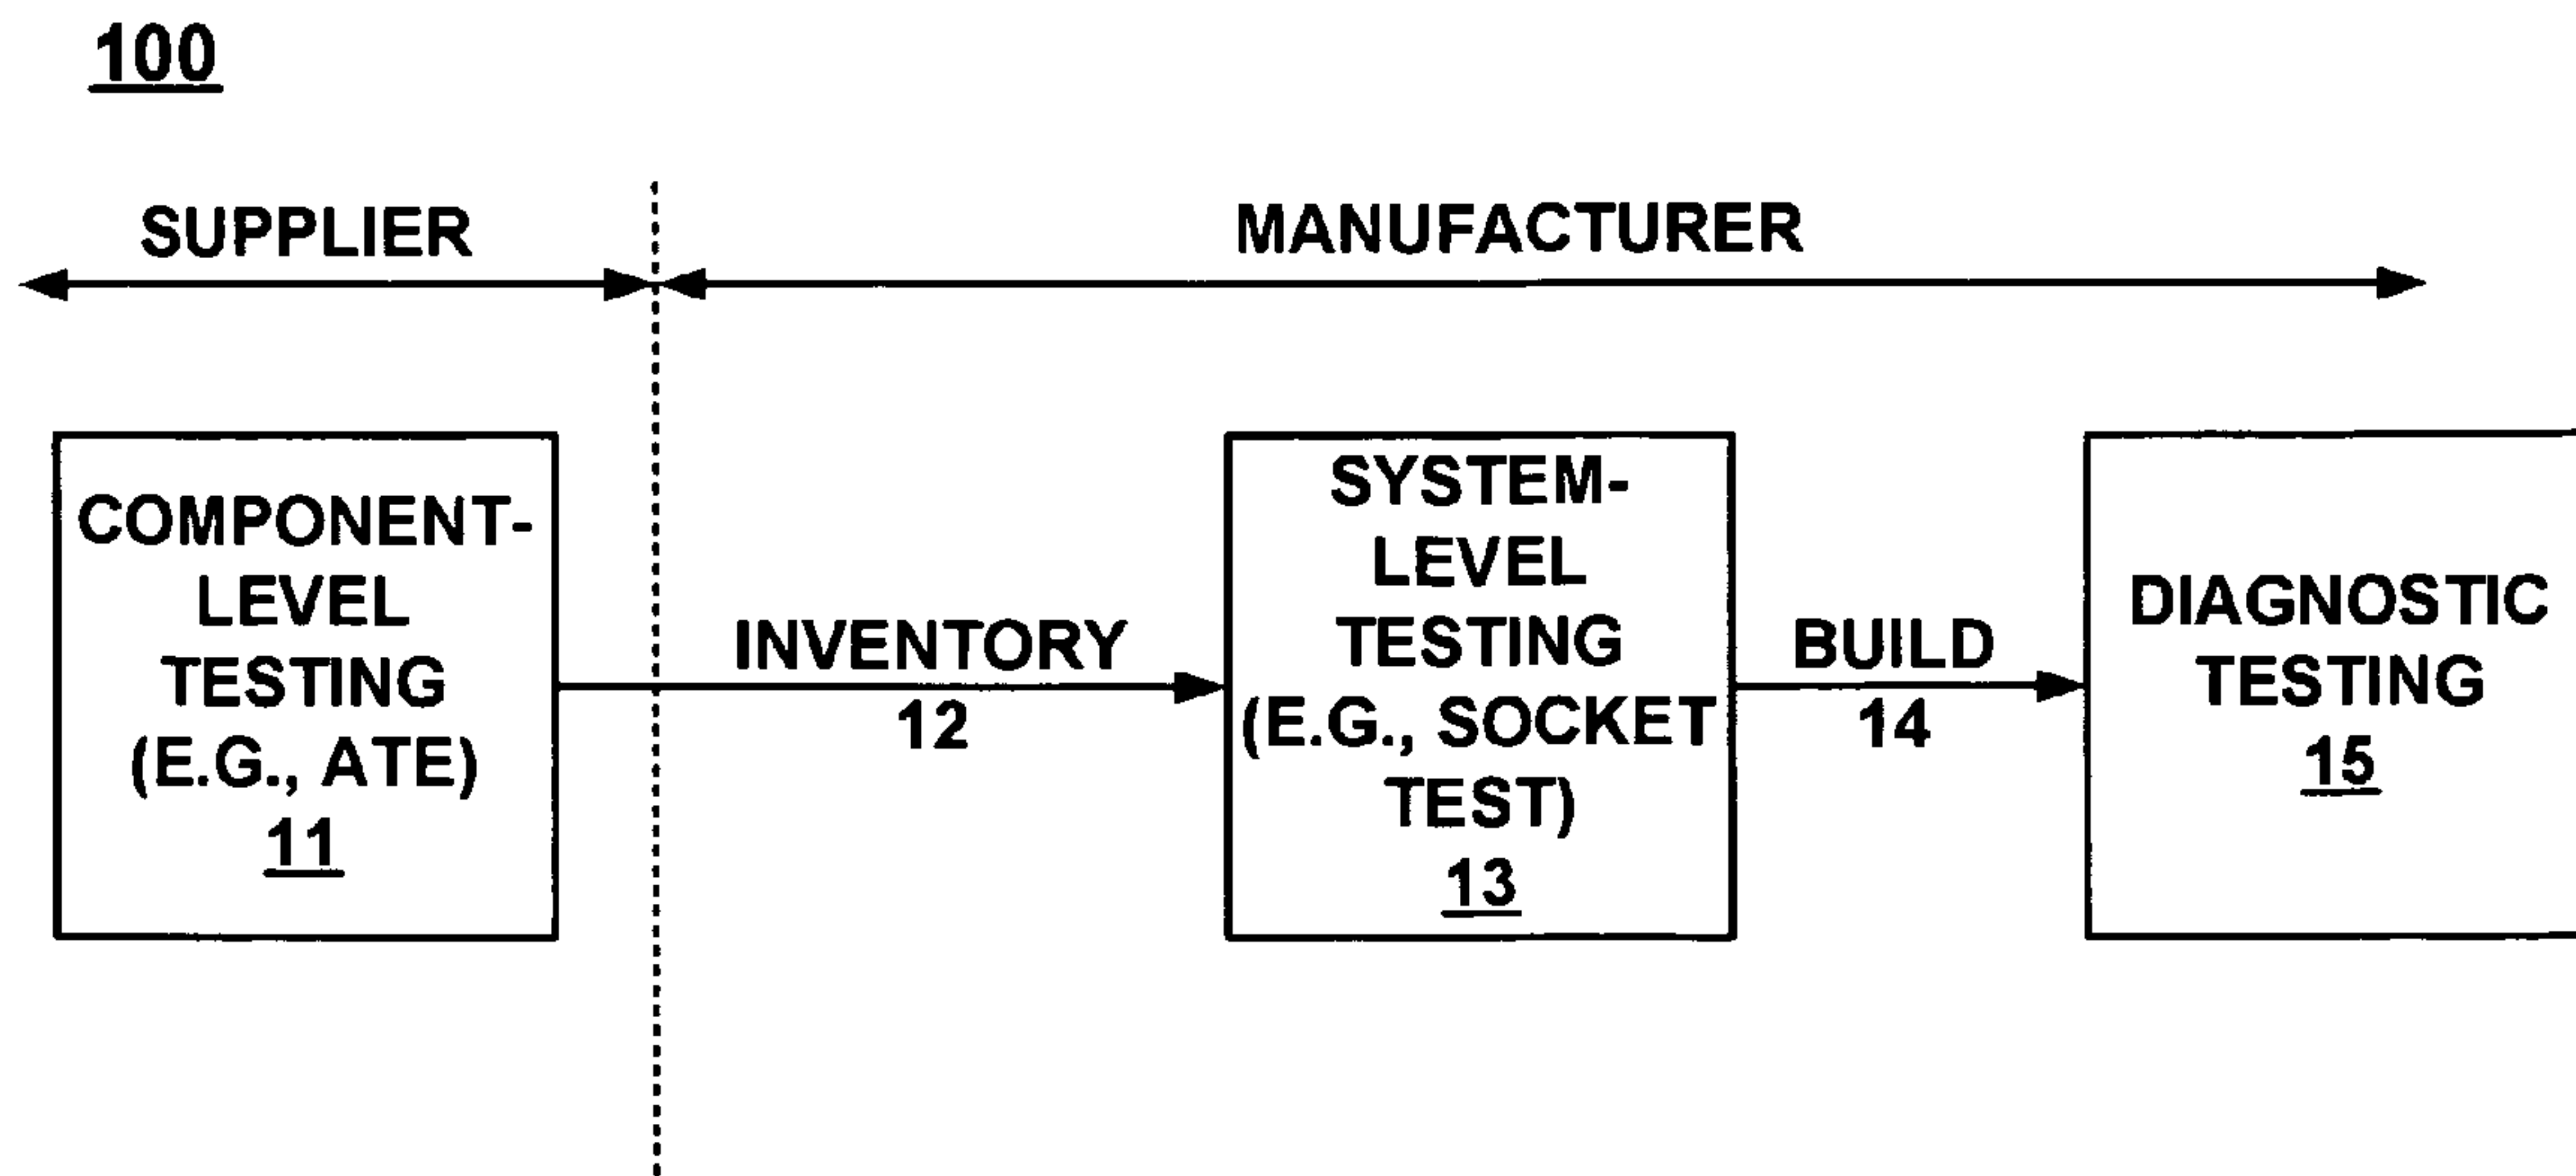 100
SUPPLIER
MANUFACTURER
COMPONENT-
LEVEL
TESTING
(E.G., ATE)
11
INVENTORY
12
SYSTEM-
LEVEL
TESTING
(E.G., SOCKET
TEST)
13
BUILD
14
DIAGNOSTIC
TESTING
15